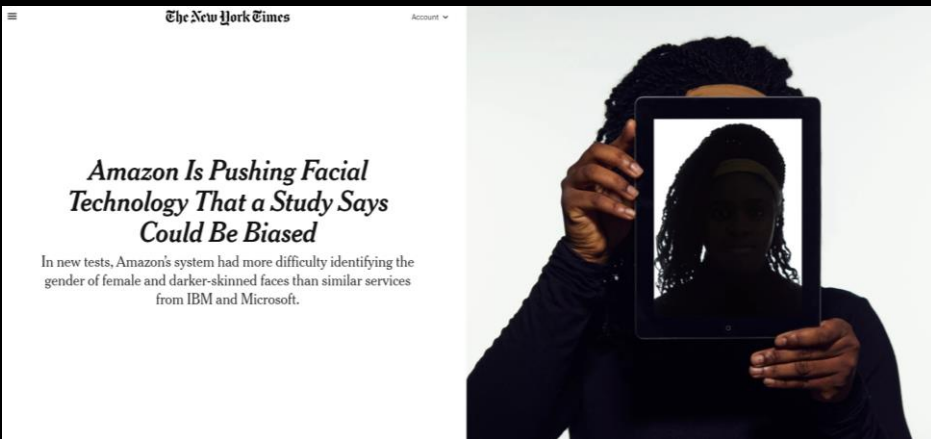 The New York Times
Account
Amazon Is Pushing Facial
Technology That a Study Says
Could Be Biased
In new tests, Amazon's system had more difficulty identifying the
gender of female and darker-skinned faces than similar services
from IBM and Microsoft.